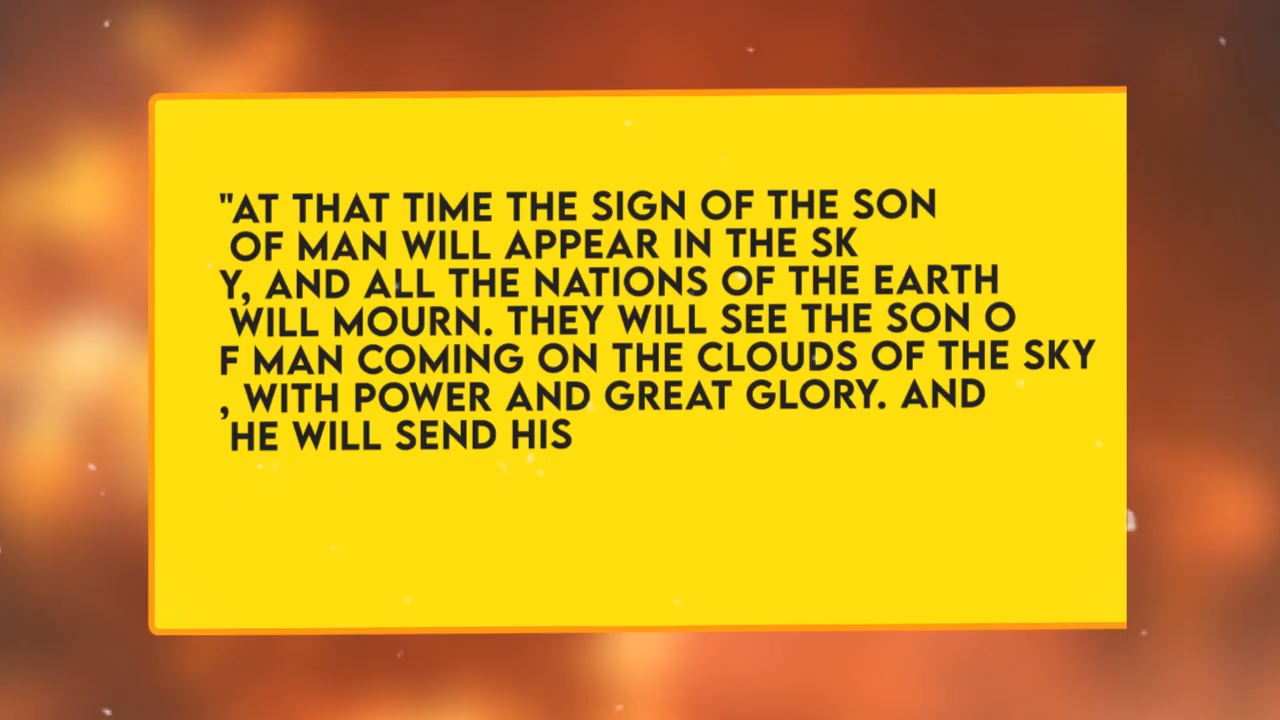 "AT THAT TIME THE SIGN OF THE SON
OF MAN WILL APPEAR IN THE SK
Y, AND ALL THE NATIONS OF THE EARTH
WILL MOURN. THEY WILL SEE THE SON O
F MAN COMING ON THE CLOUDS OF THE SKY
, WITH POWER AND GREAT GLORY. AND
HE WILL SEND HIS